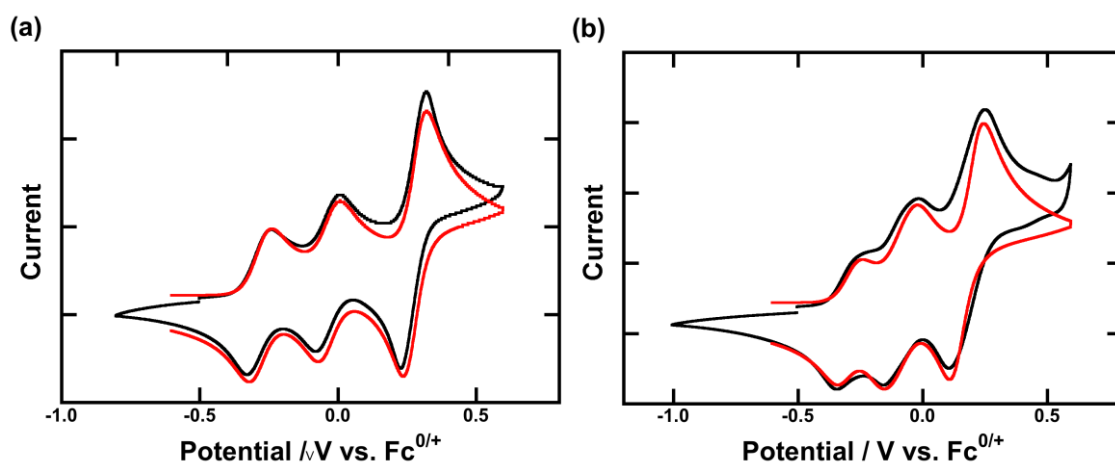 (a)
Current
-1.0 -0.5 0.0 0.5
Potential /vV vs. Fc0/+
(b)
Current
-1.0 -0.5 0.0 0.5
Potential / V vs. Fc0/+